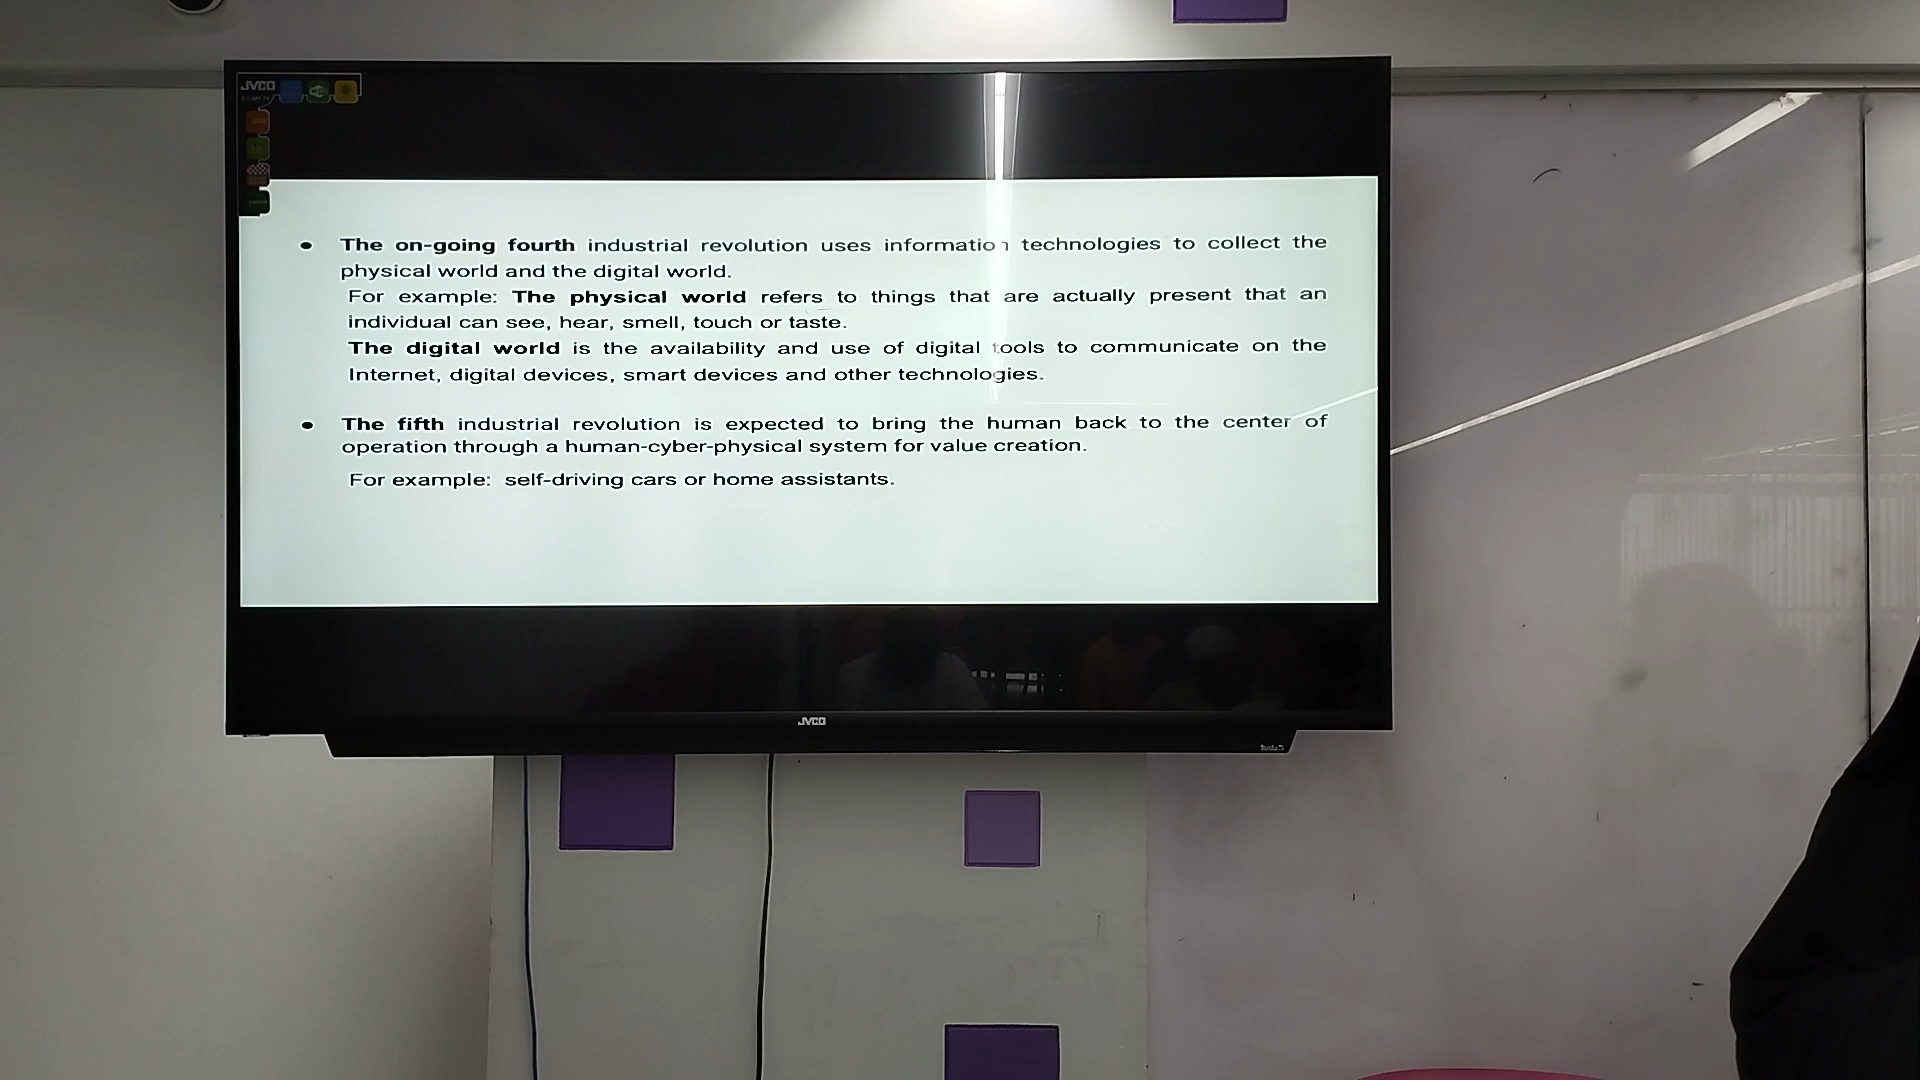 JVCO
The on-going fourth industrial revolution uses information technologies to collect the
physical world and the digital world.
For example: The physical world refers to things that are actually present that an
individual can see, hear, smell, touch or taste.
The digital world is the availability and use of digital tools to communicate on the
Internet, digital devices, smart devices and other technologies.
The fifth industrial revolution is expected to bring the human back to the center of
operation through a human-cyber-physical system for value creation.
For example: self-driving cars or home assistants.
JVCO